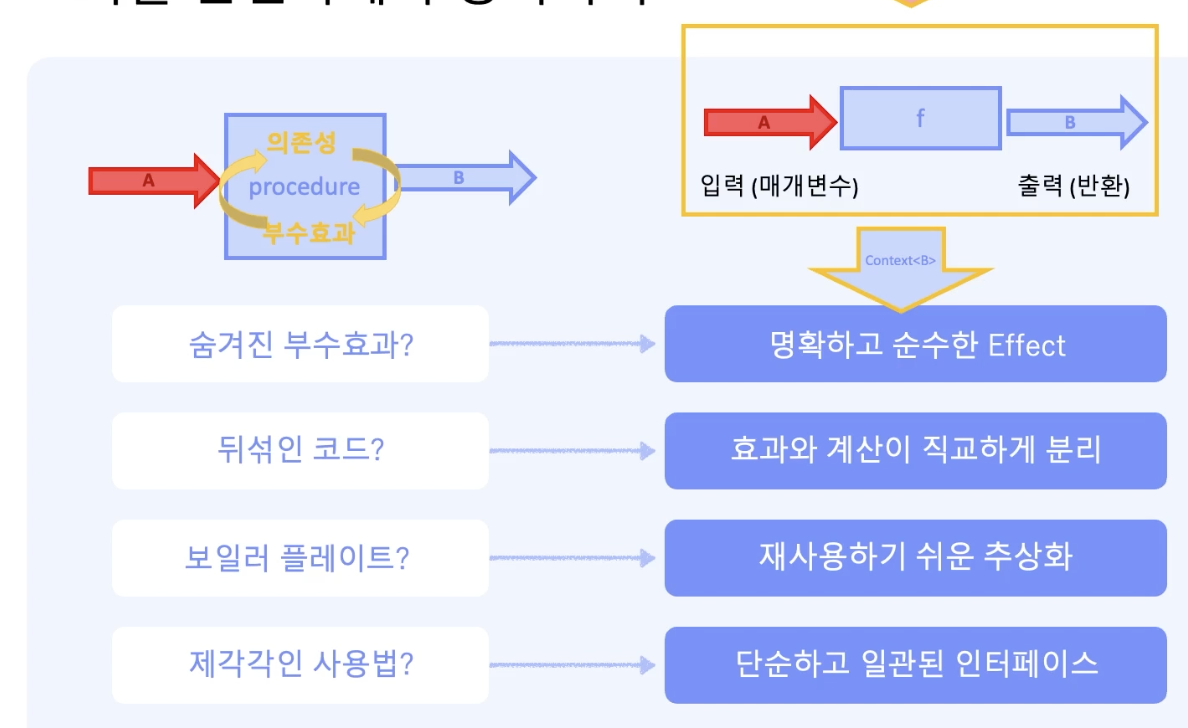 A
의존성
procedure
부수효과
B
A
f
B
입력 (매개변수)
출력 (반환)
Context<B>
숨겨진 부수효과?
명확하고 순수한 Effect
뒤섞인 코드?
효과와 계산이 직교하게 분리
보일러 플레이트?
재사용하기 쉬운 추상화
제각각인 사용법?
단순하고 일관된 인터페이스